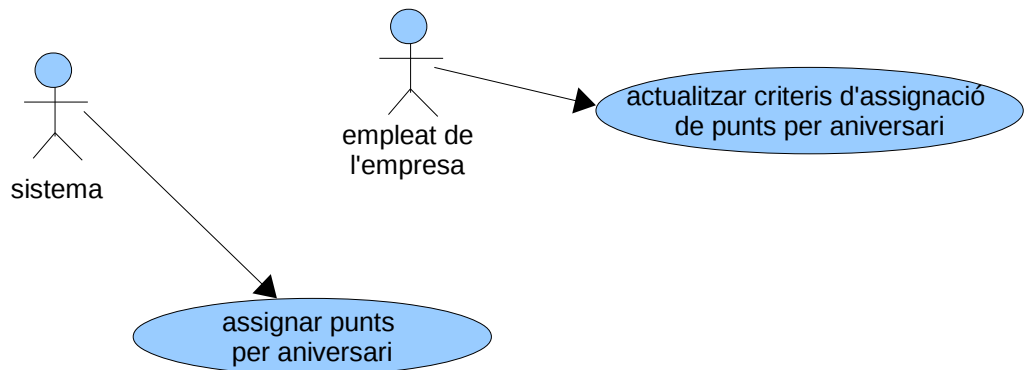 actualitzar criteris d'assignació
de punts per aniversari
empleat de
l'empresa
sistema
assignar punts
per aniversari